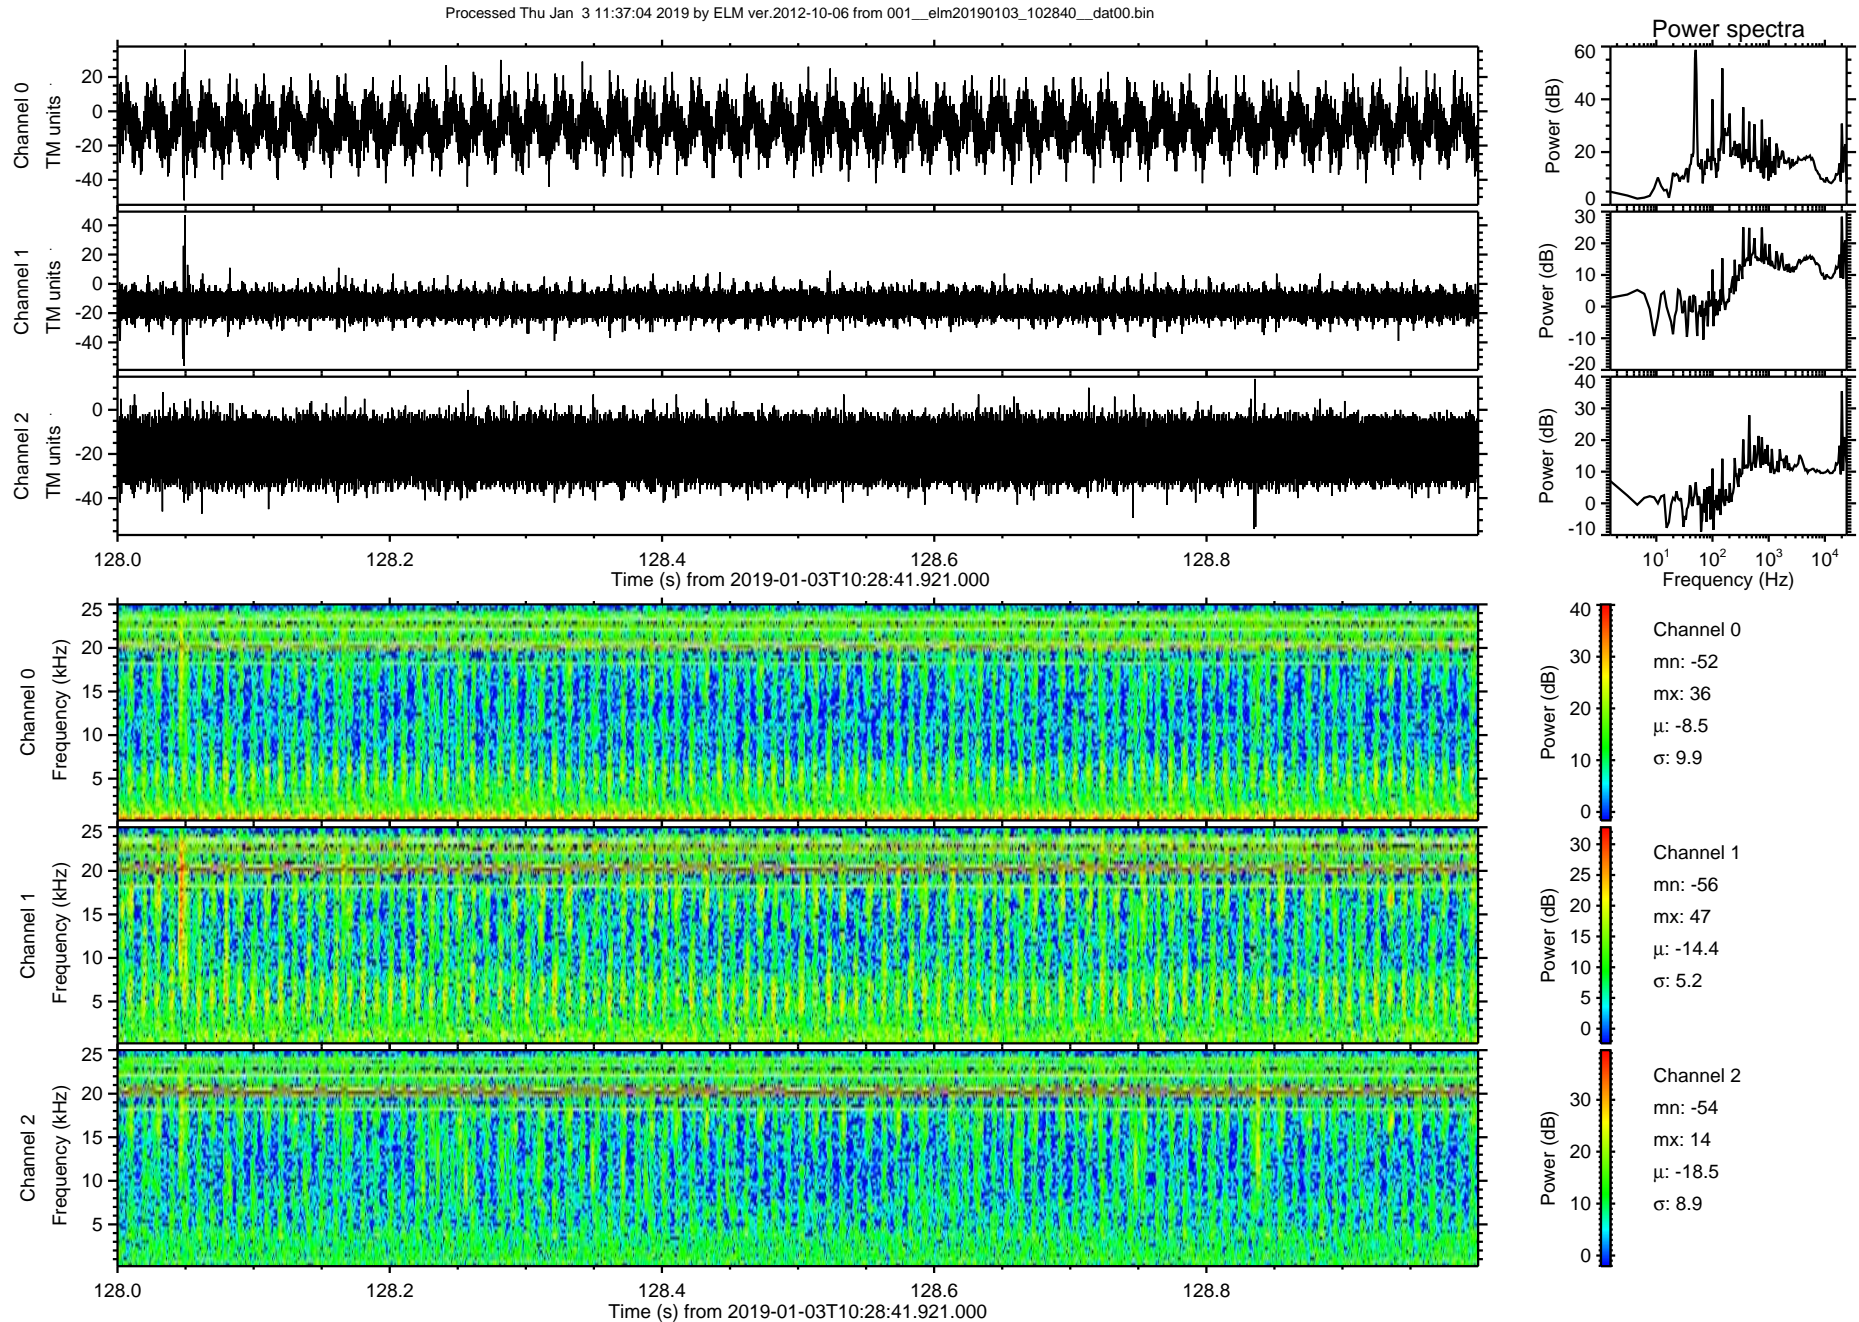 Processed Thu Jan  3 11:37:04 2019 by ELM ver.2012-10-06 from 001__elm20190103_102840__dat00.bin
Power spectra
Channel 0
TM units
20
0
-20
-40
Power (dB)
60
40
20
0
Channel 1
TM units
40
20
0
-20
-40
Power (dB)
30
20
10
0
-10
-20
Channel 2
TM units
0
-20
-40
Power (dB)
40
30
20
10
0
-10
128.0 128.2 128.4 128.6 128.8
Time (s) from 2019-01-03T10:28:41.921.000
10¹ 10² 10³ 10⁴
Frequency (Hz)
Channel 0
Frequency (kHz)
25
20
15
10
5
Power (dB)
40
30
20
10
0
Channel 0
mn: -52
mx: 36
μ: -8.5
σ: 9.9
Channel 1
Frequency (kHz)
25
20
15
10
5
Power (dB)
30
25
20
15
10
5
0
Channel 1
mn: -56
mx: 47
μ: -14.4
σ: 5.2
Channel 2
Frequency (kHz)
25
20
15
10
5
Power (dB)
30
20
10
0
Channel 2
mn: -54
mx: 14
μ: -18.5
σ: 8.9
128.0 128.2 128.4 128.6 128.8
Time (s) from 2019-01-03T10:28:41.921.000